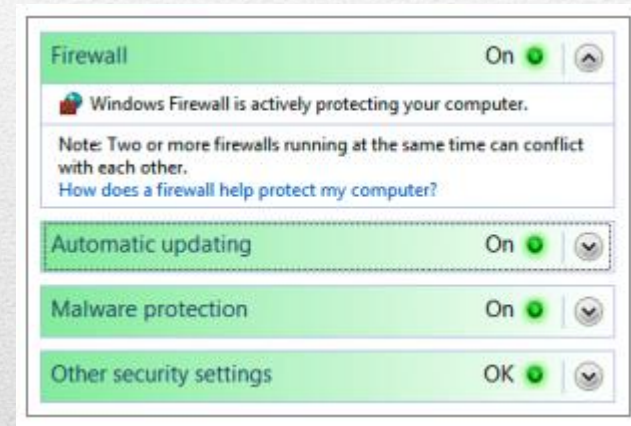 Firewall On
Windows Firewall is actively protecting your computer.
Note: Two or more firewalls running at the same time can conflict
with each other.
How does a firewall help protect my computer?
Automatic updating On
Malware protection On
Other security settings OK